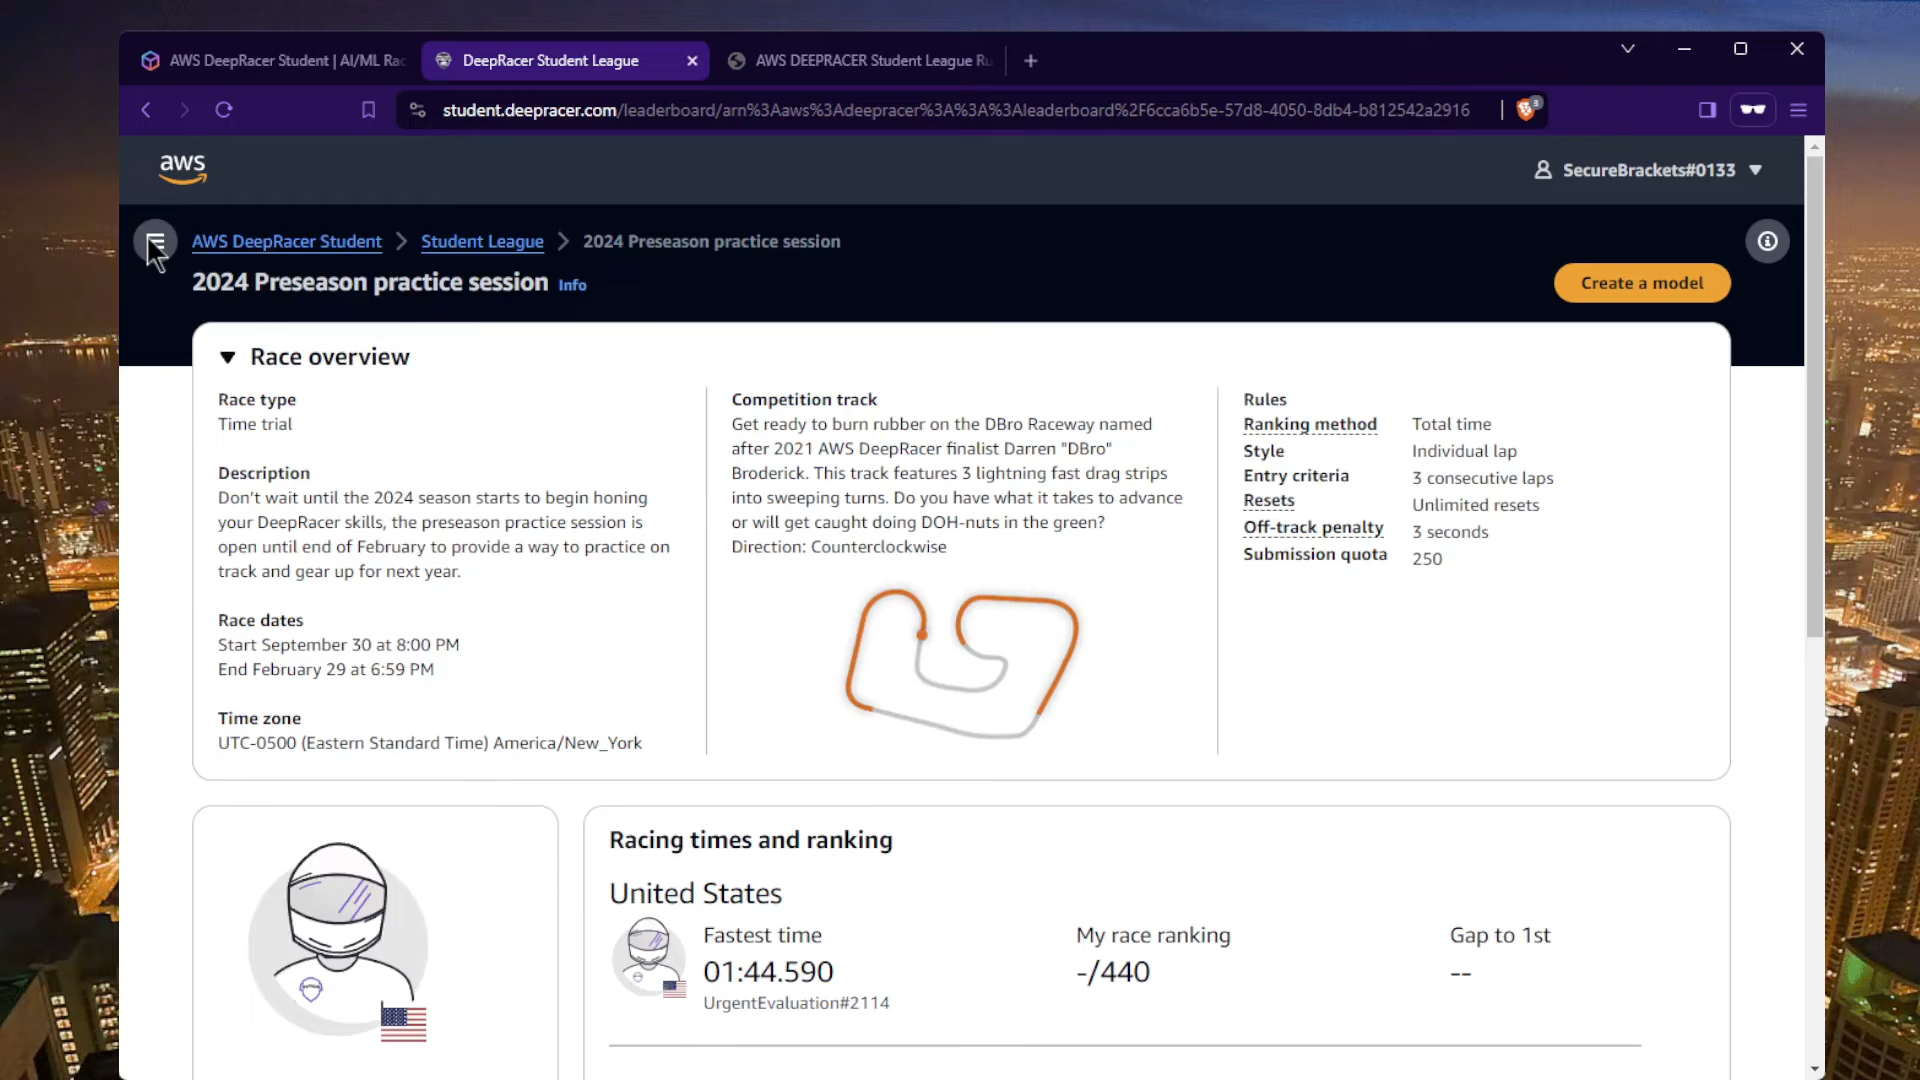 AWS DeepRacer Student | AI/ML Rac
DeepRacer Student League
AWS DEEPRACER Student League Ru
student.deepracer.com/leaderboard/arn%3Aaws%3Adeepracer%3A%3A%3Aleaderboard%2F6cca6b5e-57d8-4050-8db4-b812542a2916
3
aws
SecureBrackets#0133
AWS DeepRacer Student
Student League
2024 Preseason practice session
2024 Preseason practice session Info
Create a model
Race overview
Race type
Time trial
Description
Don't wait until the 2024 season starts to begin honing
your DeepRacer skills, the preseason practice session is
open until end of February to provide a way to practice on
track and gear up for next year.
Race dates
Start September 30 at 8:00 PM
End February 29 at 6:59 PM
Time zone
UTC-0500 (Eastern Standard Time) America/New_York
Competition track
Get ready to burn rubber on the DBro Raceway named
after 2021 AWS DeepRacer finalist Darren "DBro"
Broderick. This track features 3 lightning fast drag strips
into sweeping turns. Do you have what it takes to advance
or will get caught doing DOH-nuts in the green?
Direction: Counterclockwise
Rules
Ranking method Total time
Style Individual lap
Entry criteria 3 consecutive laps
Resets Unlimited resets
Off-track penalty 3 seconds
Submission quota 250
Racing times and ranking
United States
Fastest time
01:44.590
UrgentEvaluation#2114
My race ranking
-/440
Gap to 1st
--